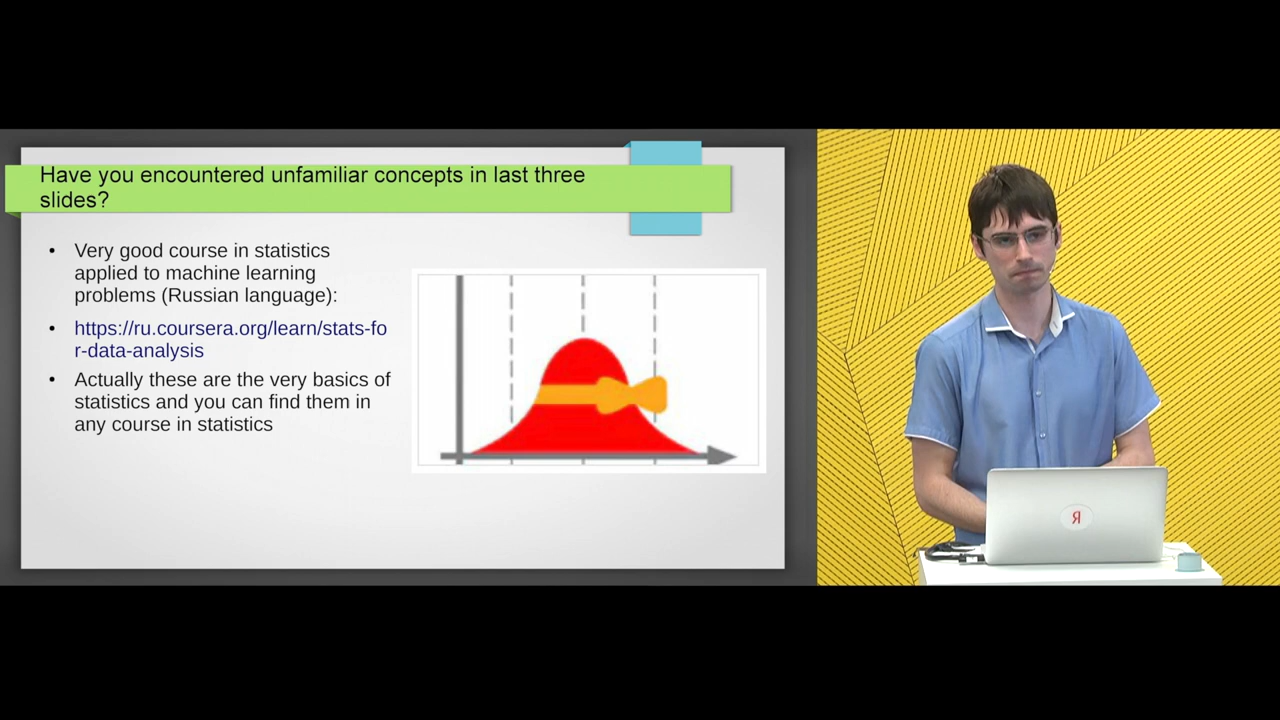 Have you encountered unfamiliar concepts in last three
slides?
• Very good course in statistics
applied to machine learning
problems (Russian language):
• https://ru.coursera.org/learn/stats-fo
r-data-analysis
• Actually these are the very basics of
statistics and you can find them in
any course in statistics
Я